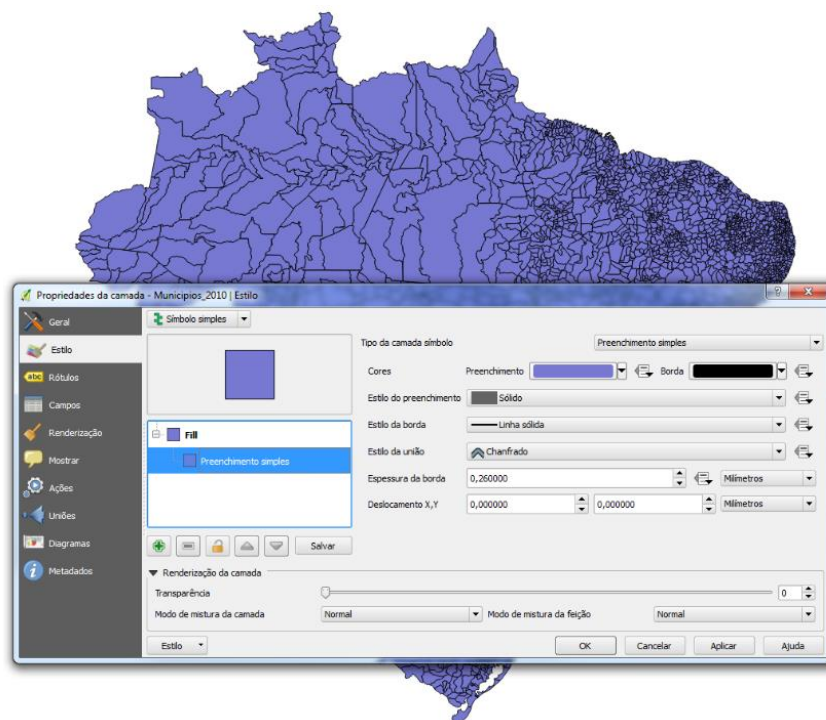 Propriedades da camada - Municipios_2010 | Estilo
Geral
Estilo
abc Rótulos
Campos
Renderização
Mostrar
Ações
Uniões
Diagramas
Metadados
Símbolo simples
Fill
Preenchimento simples
Salvar
Tipo da camada símbolo Preenchimento simples
Cores Preenchimento Borda
Estilo do preenchimento Sólido
Estilo da borda Linha sólida
Estilo da união Chanfrado
Espessura da borda 0,260000 Milímetros
Deslocamento X,Y 0,000000 0,000000 Milímetros
Renderização da camada
Transparência 0
Modo de mistura da camada Normal Modo de mistura da feição Normal
Estilo OK Cancelar Aplicar Ajuda